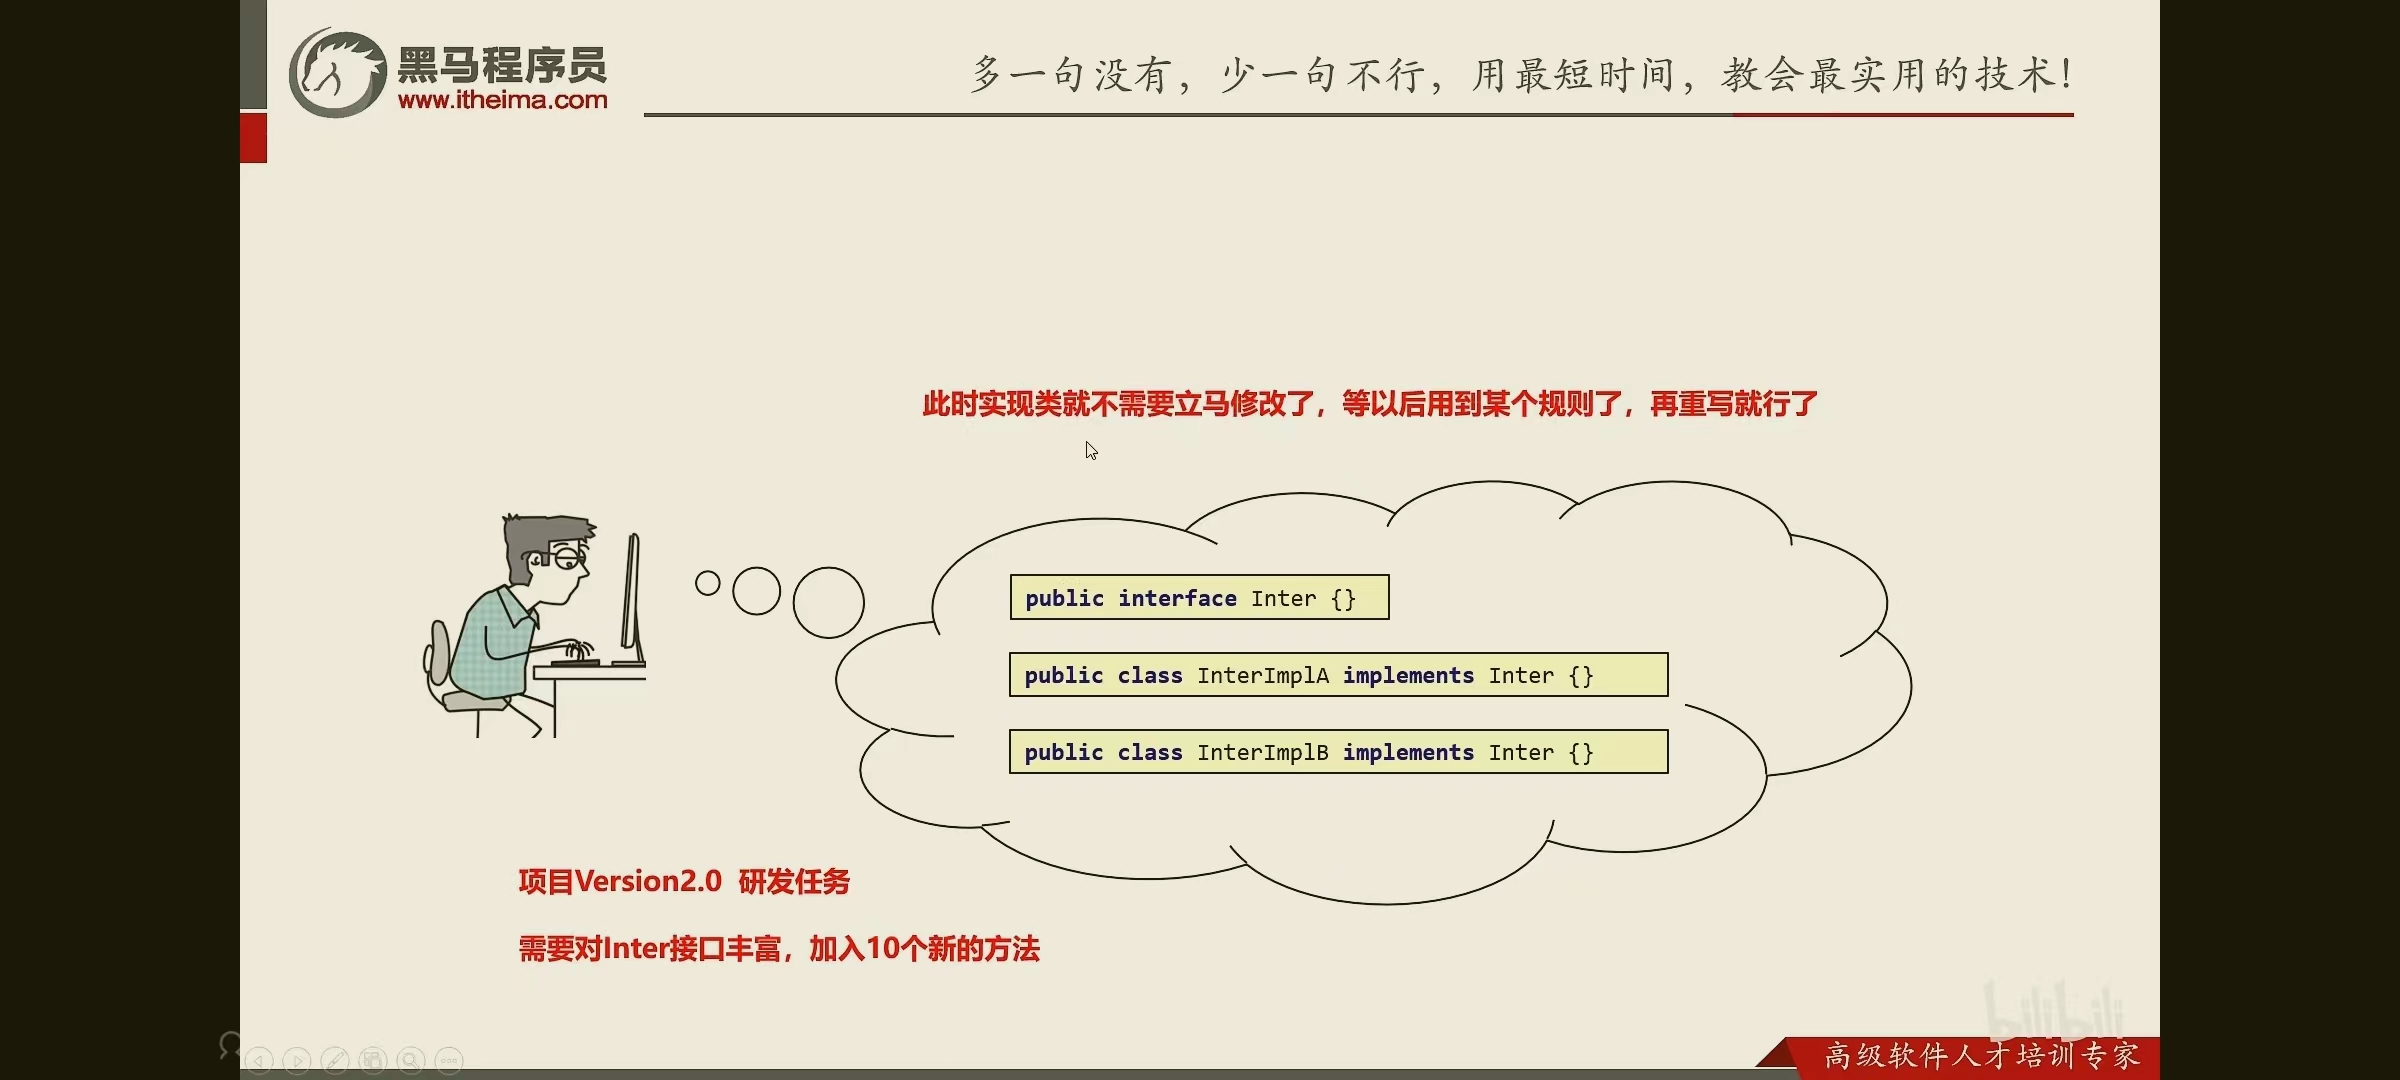 黑马程序员
www.itheima.com
多一句没有，少一句不行，用最短时间，教会最实用的技术！
此时实现类就不需要立马修改了，等以后用到某个规则了，再重写就行了
public interface Inter {}
public class InterImplA implements Inter {}
public class InterImplB implements Inter {}
项目Version2.0 研发任务
需要对Inter接口丰富，加入10个新的方法
bilibili
高级软件人才培训专家